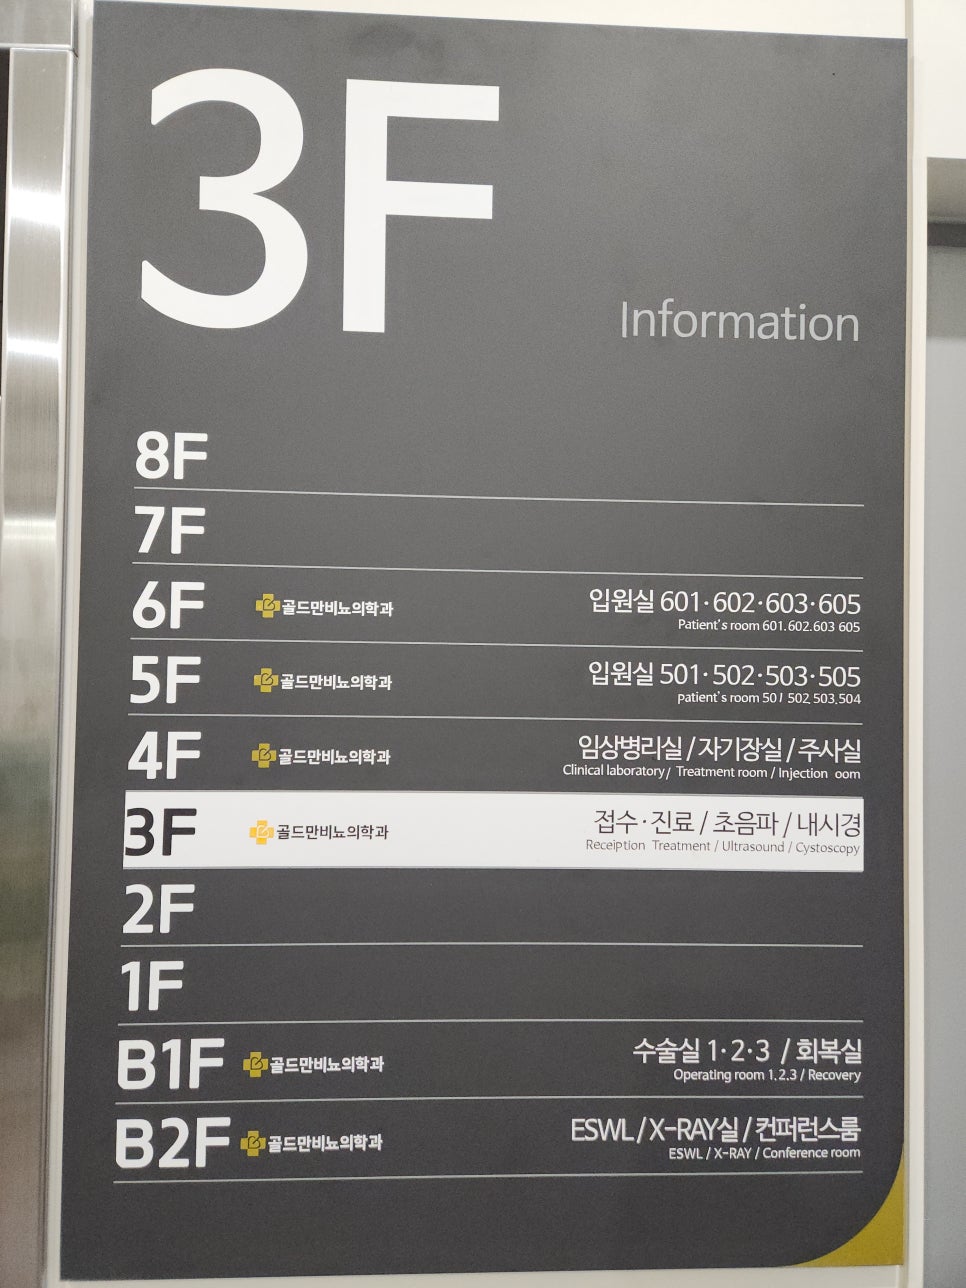 3F
Information
8F
7F
6F 골드만비뇨의학과 입원실 601·602·603·605
Patient's room 601.602.603 605
5F 골드만비뇨의학과 입원실 501·502·503·505
patient's room 501 502.503.504
4F 골드만비뇨의학과 임상병리실 / 자기장실 / 주사실
Clinical laboratory / Treatment room / Injection oom
3F 골드만비뇨의학과 접수·진료 / 초음파 / 내시경
Receiption Treatment / Ultrasound / Cystoscopy
2F
1F
B1F 골드만비뇨의학과 수술실 1·2·3 / 회복실
Operating room 1.2.3 / Recovery
B2F 골드만비뇨의학과 ESWL / X-RAY실 / 컨퍼런스룸
ESWL / X-RAY / Conference room